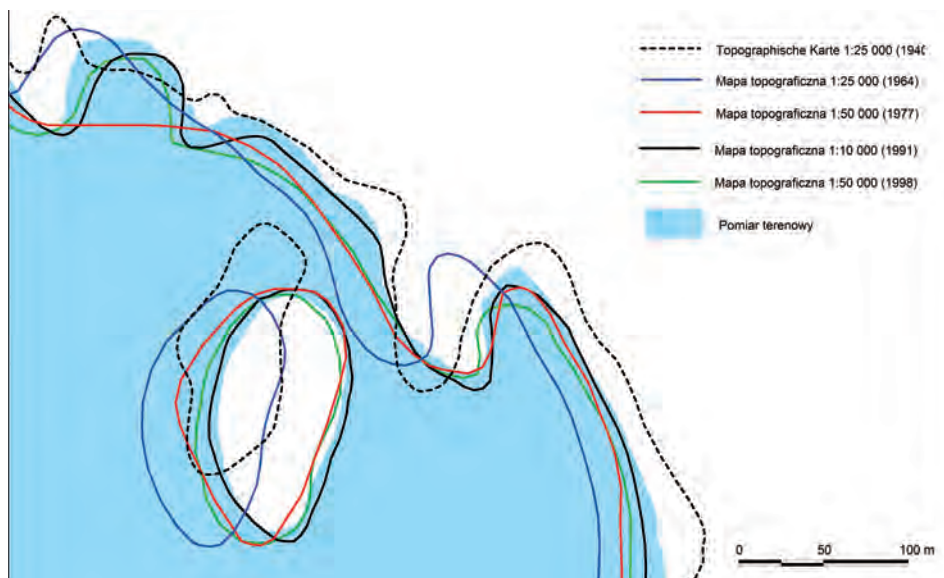 Topographische Karte 1:25 000 (1940
Mapa topograficzna 1:25 000 (1964)
Mapa topograficzna 1:50 000 (1977)
Mapa topograficzna 1:10 000 (1991)
Mapa topograficzna 1:50 000 (1998)
Pomiar terenowy
0 50 100 m